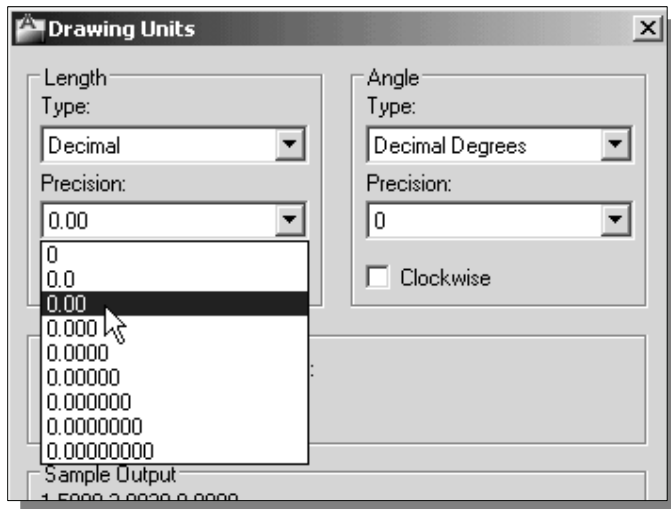 Drawing Units
Length
Type:
Decimal
Precision:
0.00
0
0.0
0.00
0.000
0.0000
0.00000
0.000000
0.0000000
0.00000000
Angle
Type:
Decimal Degrees
Precision:
0
Clockwise
:
Sample Output